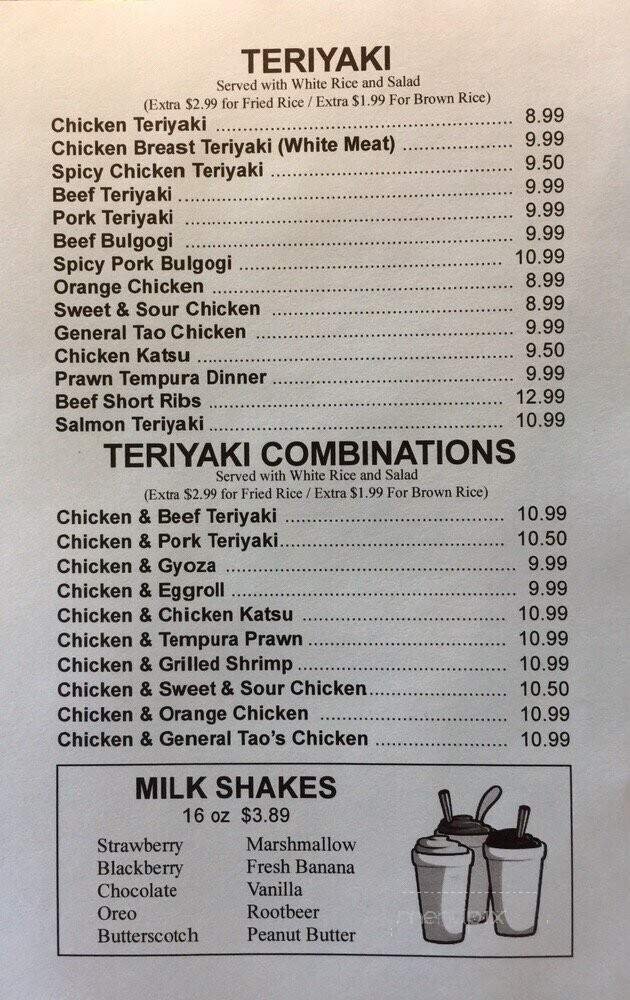 TERIYAKI
Served with White Rice and Salad
(Extra $2.99 for Fried Rice / Extra $1.99 For Brown Rice)
Chicken Teriyaki ........ 8.99
Chicken Breast Teriyaki (White Meat) ........ 9.99
Spicy Chicken Teriyaki ........ 9.50
Beef Teriyaki ........ 9.99
Pork Teriyaki ........ 9.99
Beef Bulgogi ........ 9.99
Spicy Pork Bulgogi ........ 10.99
Orange Chicken ........ 8.99
Sweet & Sour Chicken ........ 8.99
General Tao Chicken ........ 9.99
Chicken Katsu ........ 9.50
Prawn Tempura Dinner ........ 9.99
Beef Short Ribs ........ 12.99
Salmon Teriyaki ........ 10.99
TERIYAKI COMBINATIONS
Served with White Rice and Salad
(Extra $2.99 for Fried Rice / Extra $1.99 For Brown Rice)
Chicken & Beef Teriyaki ........ 10.99
Chicken & Pork Teriyaki ........ 10.50
Chicken & Gyoza ........ 9.99
Chicken & Eggroll ........ 9.99
Chicken & Chicken Katsu ........ 10.99
Chicken & Tempura Prawn ........ 10.99
Chicken & Grilled Shrimp ........ 10.99
Chicken & Sweet & Sour Chicken ........ 10.50
Chicken & Orange Chicken ........ 10.99
Chicken & General Tao's Chicken ........ 10.99
MILK SHAKES
16 oz $3.89
Strawberry Marshmallow
Blackberry Fresh Banana
Chocolate Vanilla
Oreo Rootbeer
Butterscotch Peanut Butter